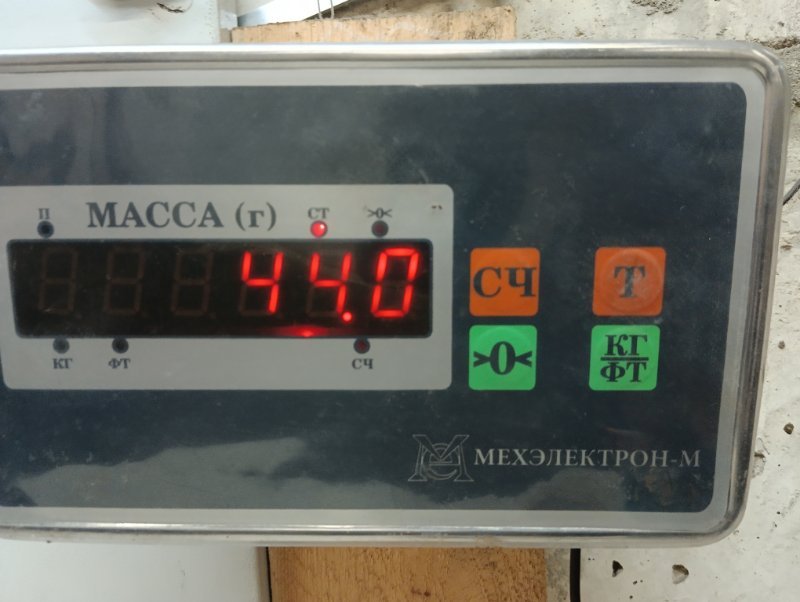 П МАССА (г) СТ >0<
44.0
КГ ФТ СЧ
СЧ Т
>0< КГ/ФТ
МЕХЭЛЕКТРОН-М